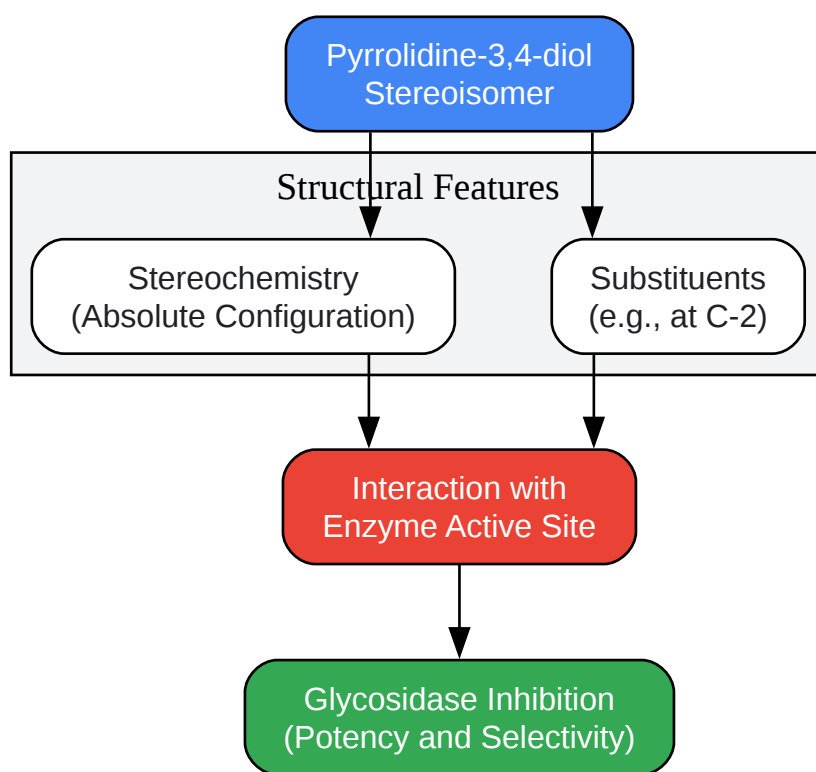 Pyrrolidine-3,4-diol
Stereoisomer
Structural Features
Stereochemistry
(Absolute Configuration)
Substituents
(e.g., at C-2)
Interaction with
Enzyme Active Site
Glycosidase Inhibition
(Potency and Selectivity)